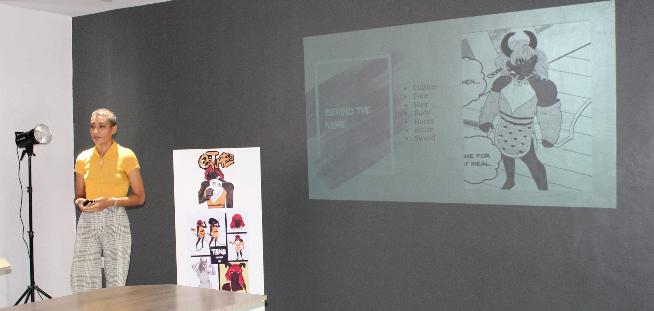 BEHIND THE
NAME
• Culture
• Face
• Hair
• Body
• Horns
• Attire
• Sword
HEN...
ME FOR
T MEAL.